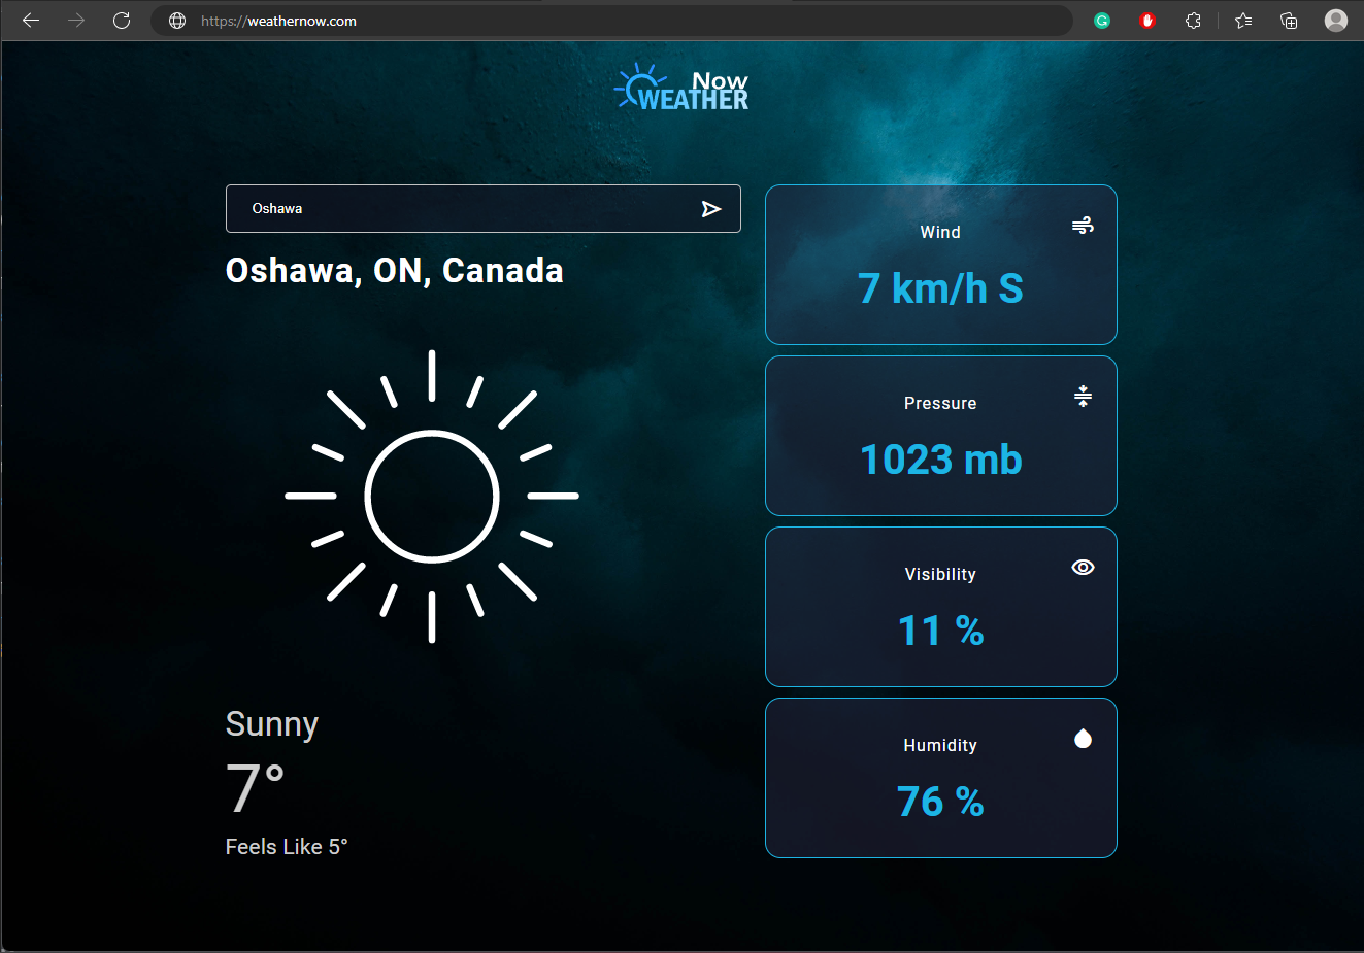 https://weathernow.com
Now
WEATHER
Oshawa
Oshawa, ON, Canada
Sunny
7°
Feels Like 5°
Wind
7 km/h S
Pressure
1023 mb
Visibility
11 %
Humidity
76 %